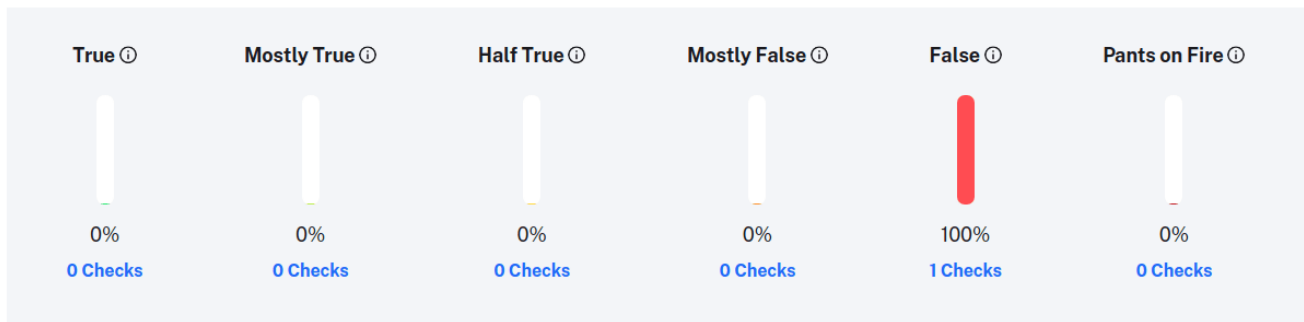 True Mostly True Half True Mostly False False Pants on Fire
0% 0% 0% 0% 100% 0%
0 Checks 0 Checks 0 Checks 0 Checks 1 Checks 0 Checks